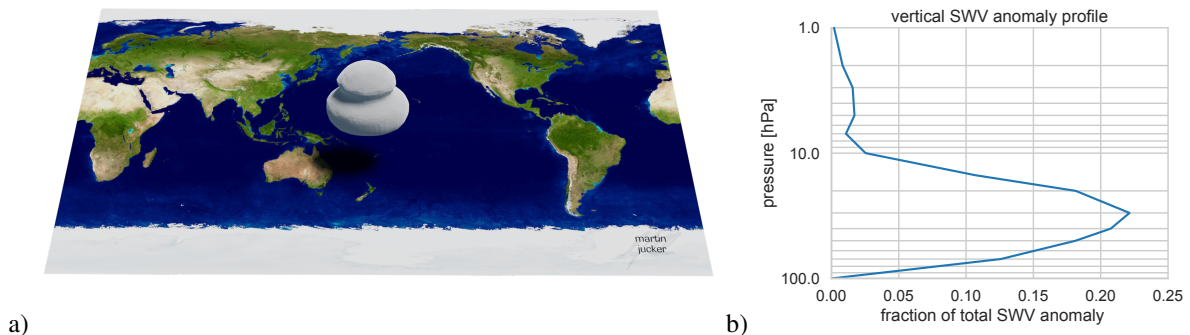 martin
jucker
a)
vertical SWV anomaly profile
pressure [hPa]
1.0
10.0
100.0
0.00 0.05 0.10 0.15 0.20 0.25
fraction of total SWV anomaly
b)